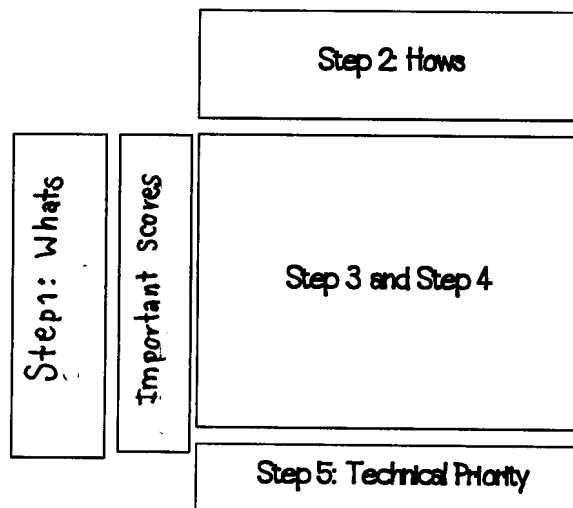 Step 2: Hows
Step1: Whats
Important scores
Step 3 and Step 4
Step 5: Technical Priority